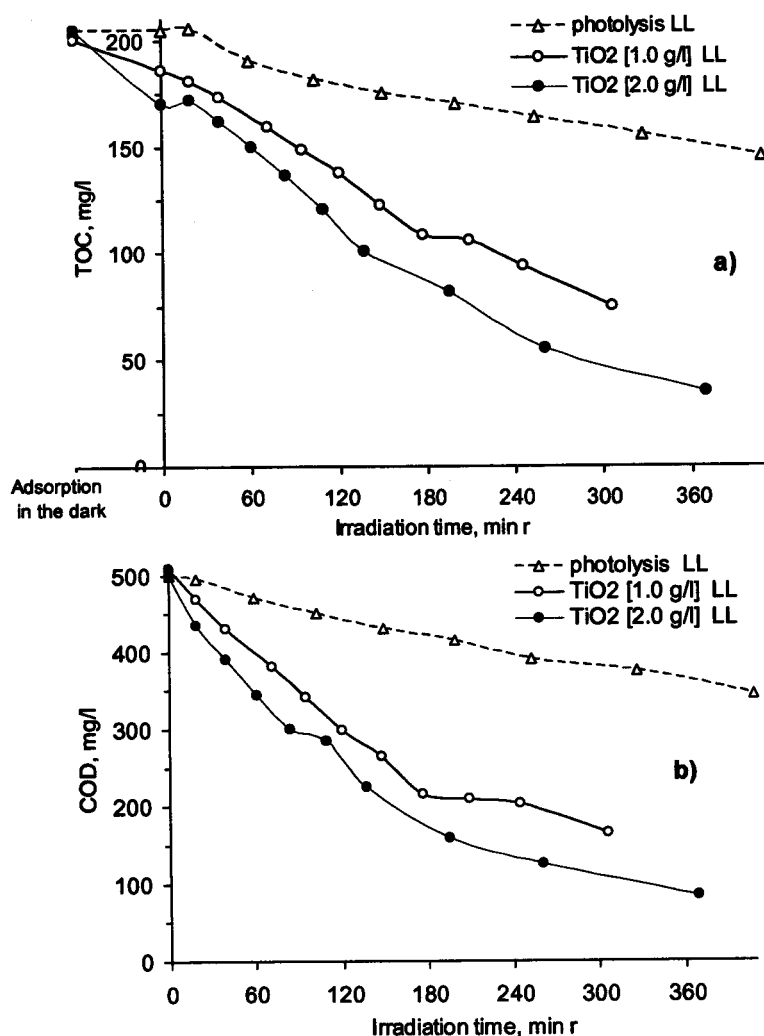 photolysis LL
TiO2 [1.0 g/l] LL
TiO2 [2.0 g/l] LL
200
150
100
50
0
TOC, mg/l
a)
Adsorption
in the dark
0 60 120 180 240 300 360
Irradiation time, min r
photolysis LL
TiO2 [1.0 g/l] LL
TiO2 [2.0 g/l] LL
500
400
300
200
100
0
COD, mg/l
b)
0 60 120 180 240 300 360
Irradiation time, min r